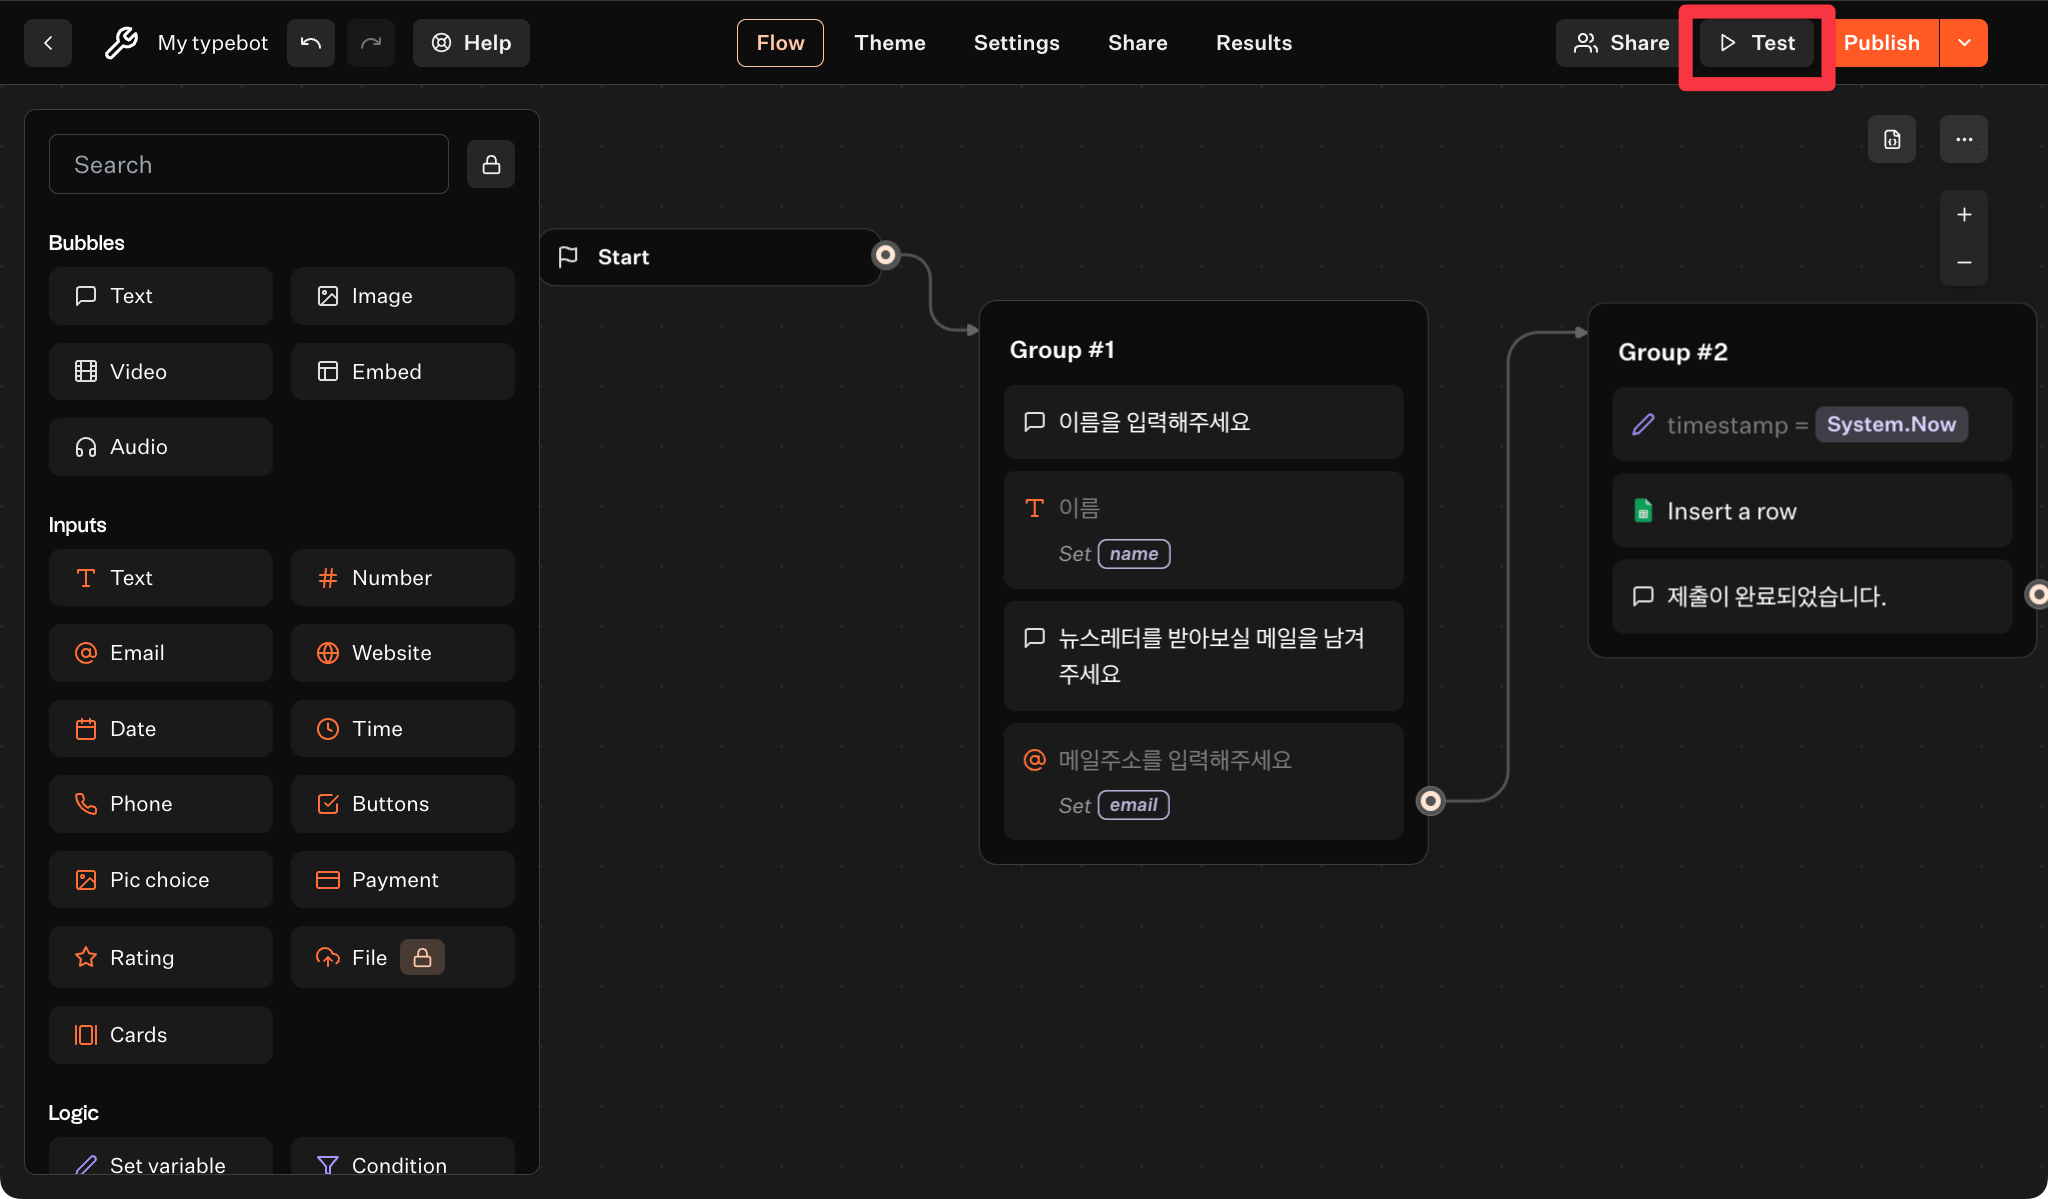 My typebot
Help
Flow
Theme
Settings
Share
Results
Share
Test
Publish
Search
Bubbles
Text
Image
Video
Embed
Audio
Inputs
Text
Number
Email
Website
Date
Time
Phone
Buttons
Pic choice
Payment
Rating
File
Cards
Logic
Set variable
Condition
Start
Group #1
이름을 입력해주세요
이름
Set name
뉴스레터를 받아보실 메일을 남겨
주세요
메일주소를 입력해주세요
Set email
Group #2
timestamp = System.Now
Insert a row
제출이 완료되었습니다.